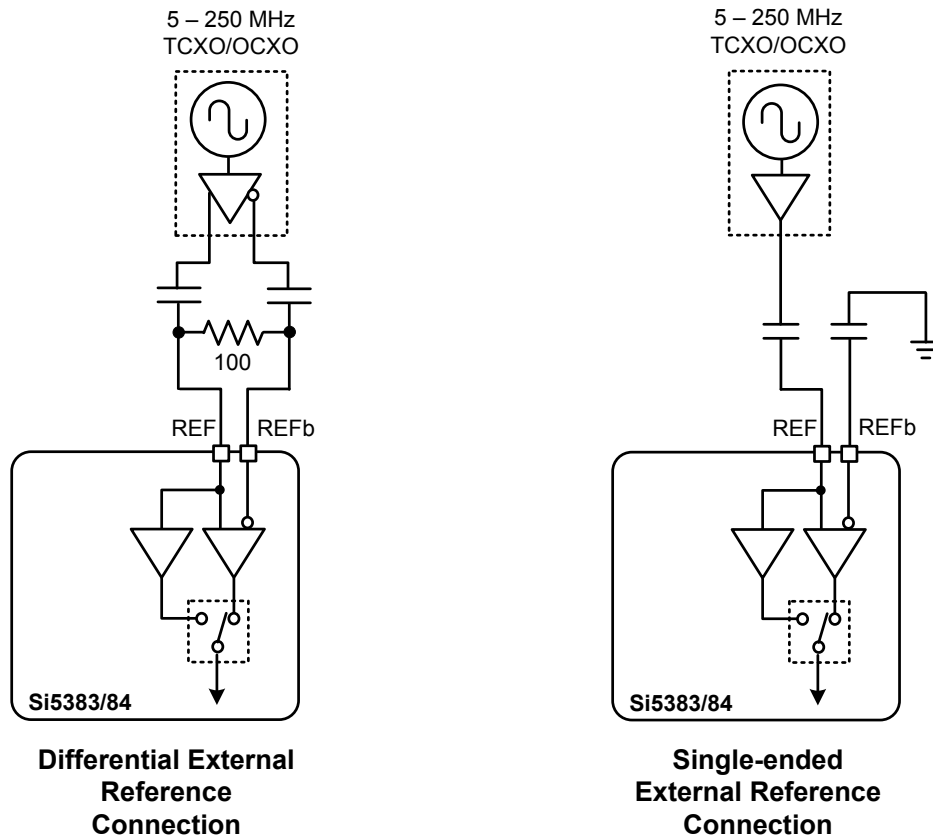 5 – 250 MHz
TCXO/OCXO
100
REF
REFb
Si5383/84
Differential External
Reference
Connection
5 – 250 MHz
TCXO/OCXO
REF
REFb
Si5383/84
Single-ended
External Reference
Connection